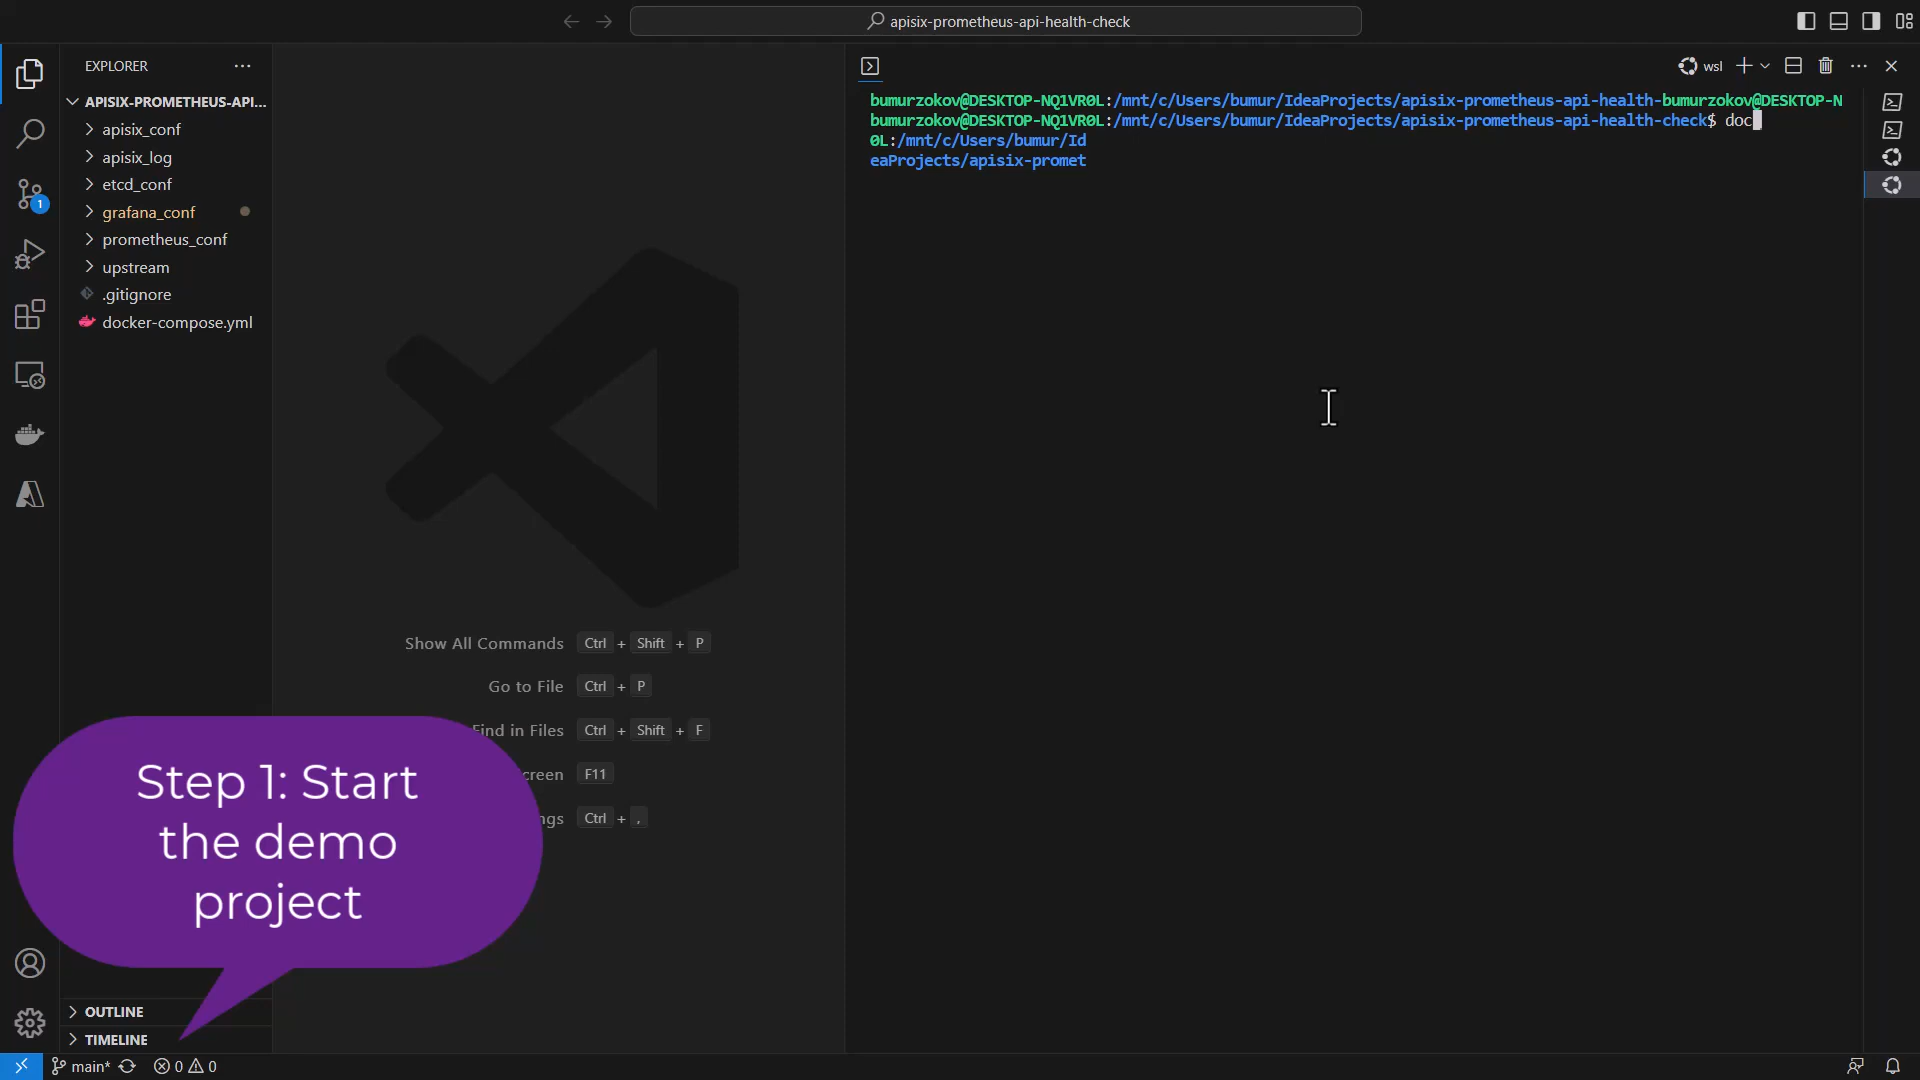 apisix-prometheus-api-health-check
EXPLORER
wsl
APISIX-PROMETHEUS-API...
apisix_conf
apisix_log
etcd_conf
grafana_conf
prometheus_conf
upstream
.gitignore
docker-compose.yml
1
bumurzokov@DESKTOP-NQ1VR0L:/mnt/c/Users/bumur/IdeaProjects/apisix-prometheus-api-health-bumurzokov@DESKTOP-N
bumurzokov@DESKTOP-NQ1VR0L:/mnt/c/Users/bumur/IdeaProjects/apisix-prometheus-api-health-check$ doc
0L:/mnt/c/Users/bumur/Id
eaProjects/apisix-promet
Show All Commands Ctrl + Shift + P
Go to File Ctrl + P
Find in Files Ctrl + Shift + F
creen F11
ngs Ctrl + ,
Step 1: Start
the demo
project
OUTLINE
TIMELINE
main* 0 0